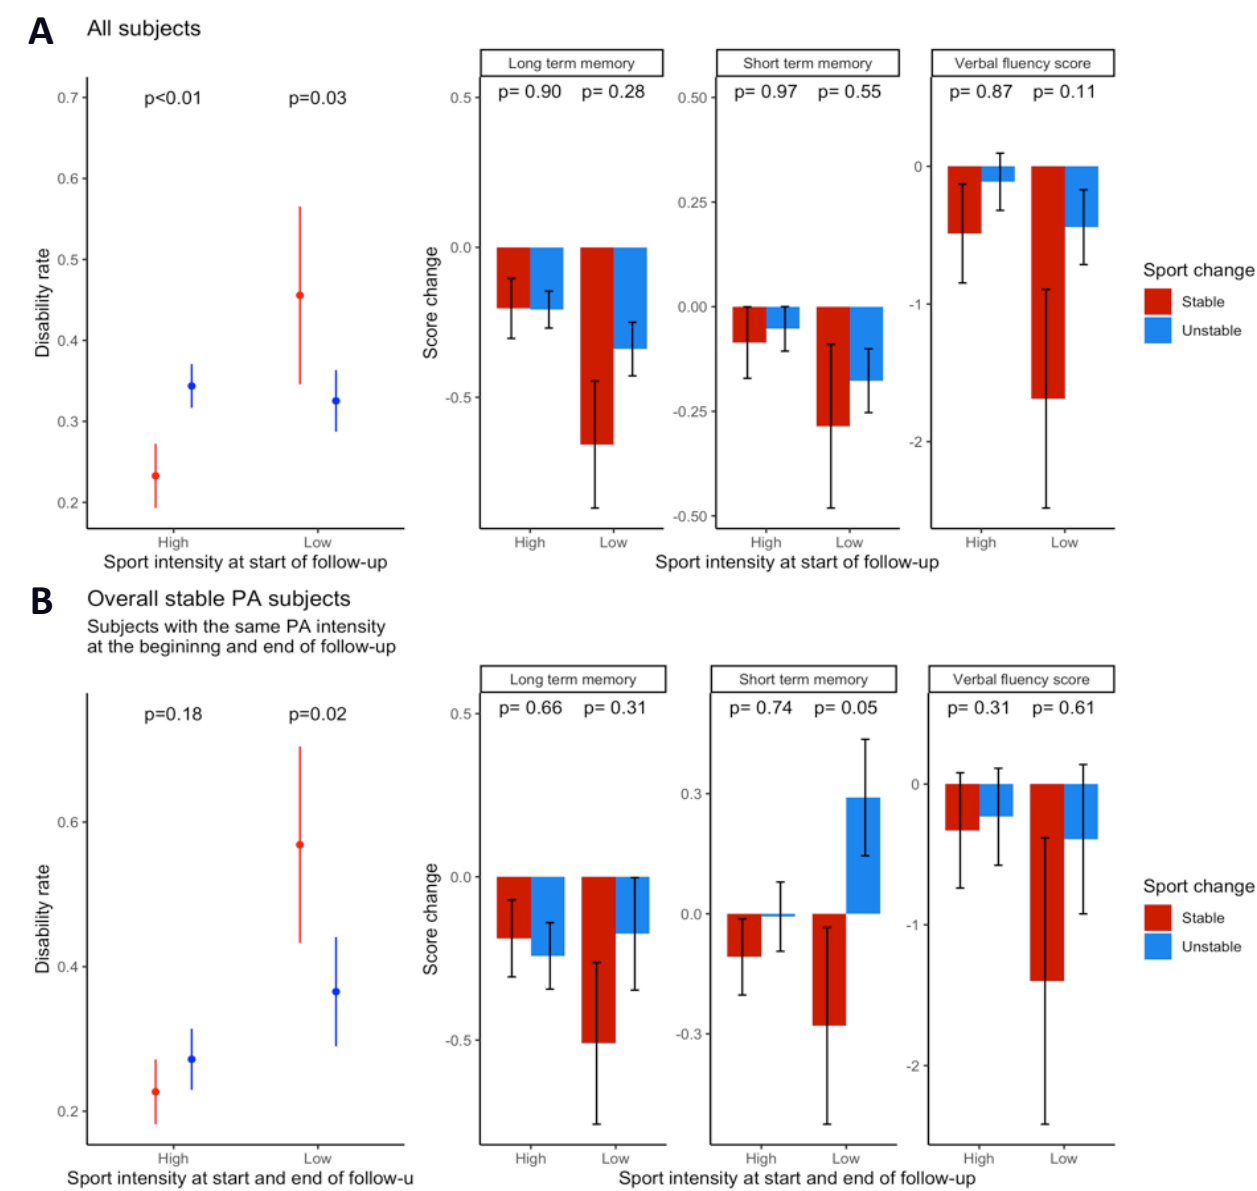 A
All subjects
Long term memory
Short term memory
Verbal fluency score
p<0.01
p=0.03
p= 0.90
p= 0.28
p= 0.97
p= 0.55
p= 0.87
p= 0.11
0.7
0.6
0.5
0.4
0.3
0.2
Disability rate
High
Low
Sport intensity at start of follow-up
0.5
0.0
-0.5
Score change
High
Low
0.50
0.25
0.00
-0.25
-0.50
High
Low
0
-1
-2
High
Low
Sport intensity at start of follow-up
Sport change
Stable
Unstable
B
Overall stable PA subjects
Subjects with the same PA intensity
at the begininng and end of follow-up
Long term memory
Short term memory
Verbal fluency score
p=0.18
p=0.02
p= 0.66
p= 0.31
p= 0.74
p= 0.05
p= 0.31
p= 0.61
0.6
0.4
0.2
Disability rate
High
Low
Sport intensity at start and end of follow-u
0.5
0.0
-0.5
Score change
High
Low
0.3
0.0
-0.3
High
Low
0
-1
-2
High
Low
Sport intensity at start and end of follow-up
Sport change
Stable
Unstable